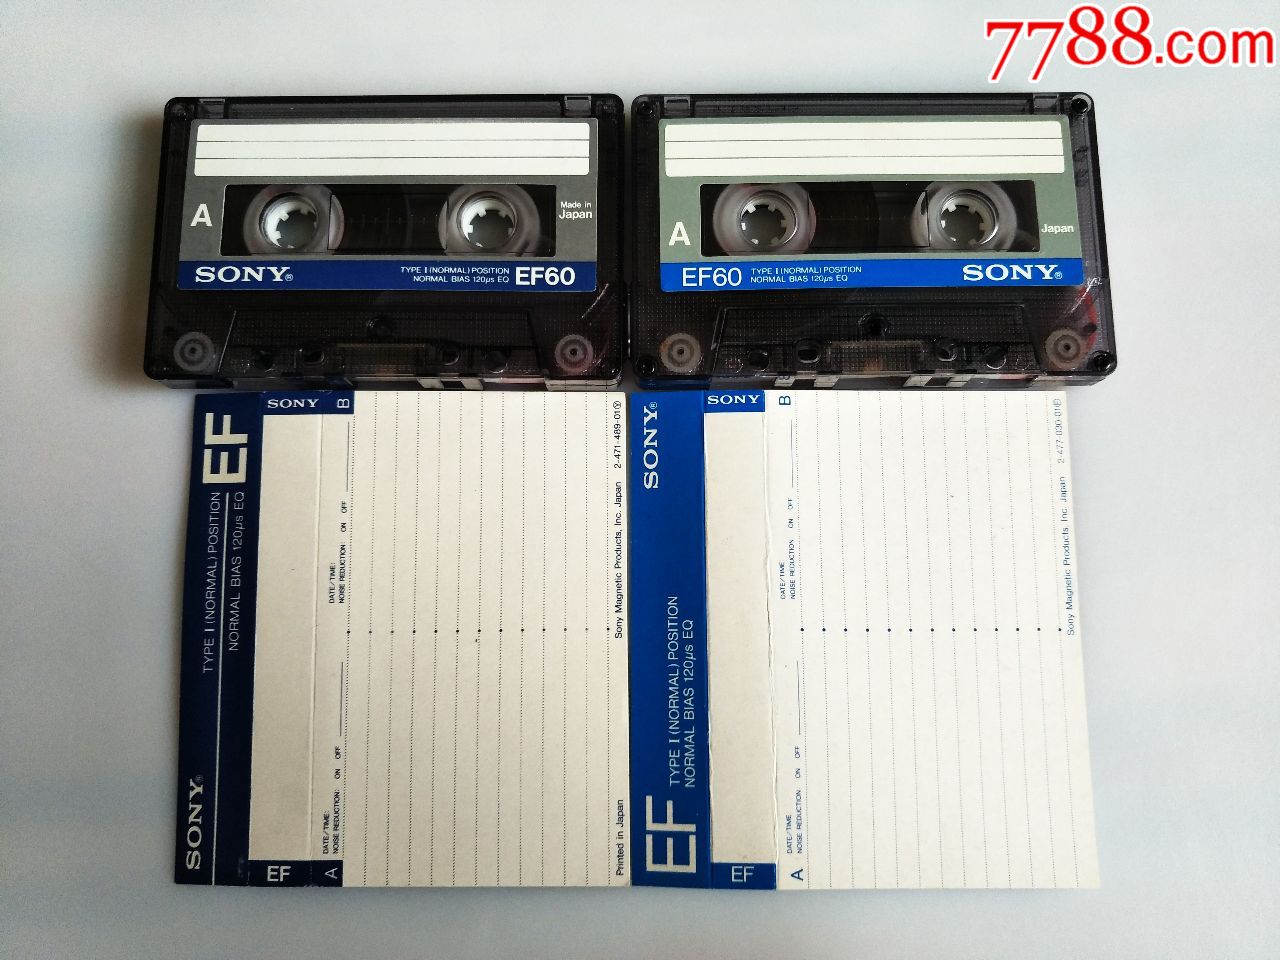 7788.com
A
Made in
Japan
SONY®
TYPE I (NORMAL) POSITION
NORMAL BIAS 120μs EQ
EF60
A
Japan
EF60
TYPE I (NORMAL) POSITION
NORMAL BIAS 120μs EQ
SONY®
SONY®
TYPE I (NORMAL) POSITION
NORMAL BIAS 120μs EQ
EF
SONY
EF
B
DATE/TIME:
NOISE REDUCTION: ON OFF
A
DATE/TIME:
NOISE REDUCTION: ON OFF
Printed in Japan
Sony Magnetic Products, Inc. Japan 2-471-489-01Ⓨ
SONY®
EF
TYPE I (NORMAL) POSITION
NORMAL BIAS 120μs EQ
SONY
EF
B
DATE/TIME:
NOISE REDUCTION: ON OFF
A
DATE/TIME:
NOISE REDUCTION: ON OFF
Sony Magnetic Products, Inc. Japan